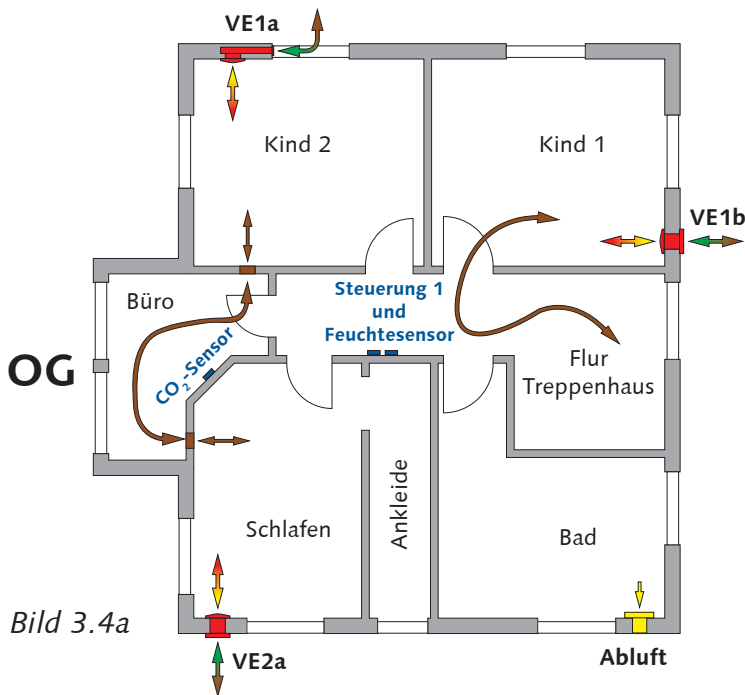 VE1a
Kind 2
Kind 1
VE1b
Büro
Steuerung 1
und
Feuchtesensor
CO2-Sensor
OG
Flur
Treppenhaus
Ankleide
Schlafen
Bad
Bild 3.4a
VE2a
Abluft